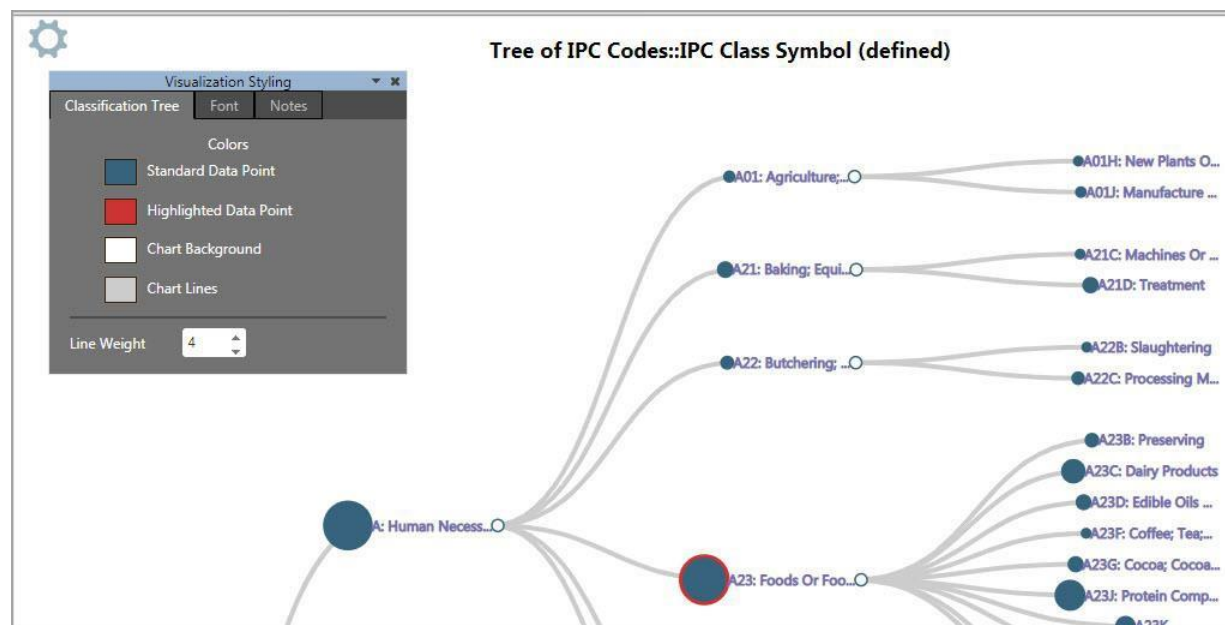 Tree of IPC Codes::IPC Class Symbol (defined)
Visualization Styling
Classification Tree
Font
Notes
Colors
Standard Data Point
Highlighted Data Point
Chart Background
Chart Lines
Line Weight
4
A01: Agriculture;...
A01H: New Plants O...
A01J: Manufacture ...
A21: Baking; Equi...
A21C: Machines Or ...
A21D: Treatment
A22: Butchering; ...
A22B: Slaughtering
A22C: Processing M...
A: Human Necess...
A23: Foods Or Foo...
A23B: Preserving
A23C: Dairy Products
A23D: Edible Oils ...
A23F: Coffee; Tea;...
A23G: Cocoa; Cocoa...
A23J: Protein Comp...
A23K